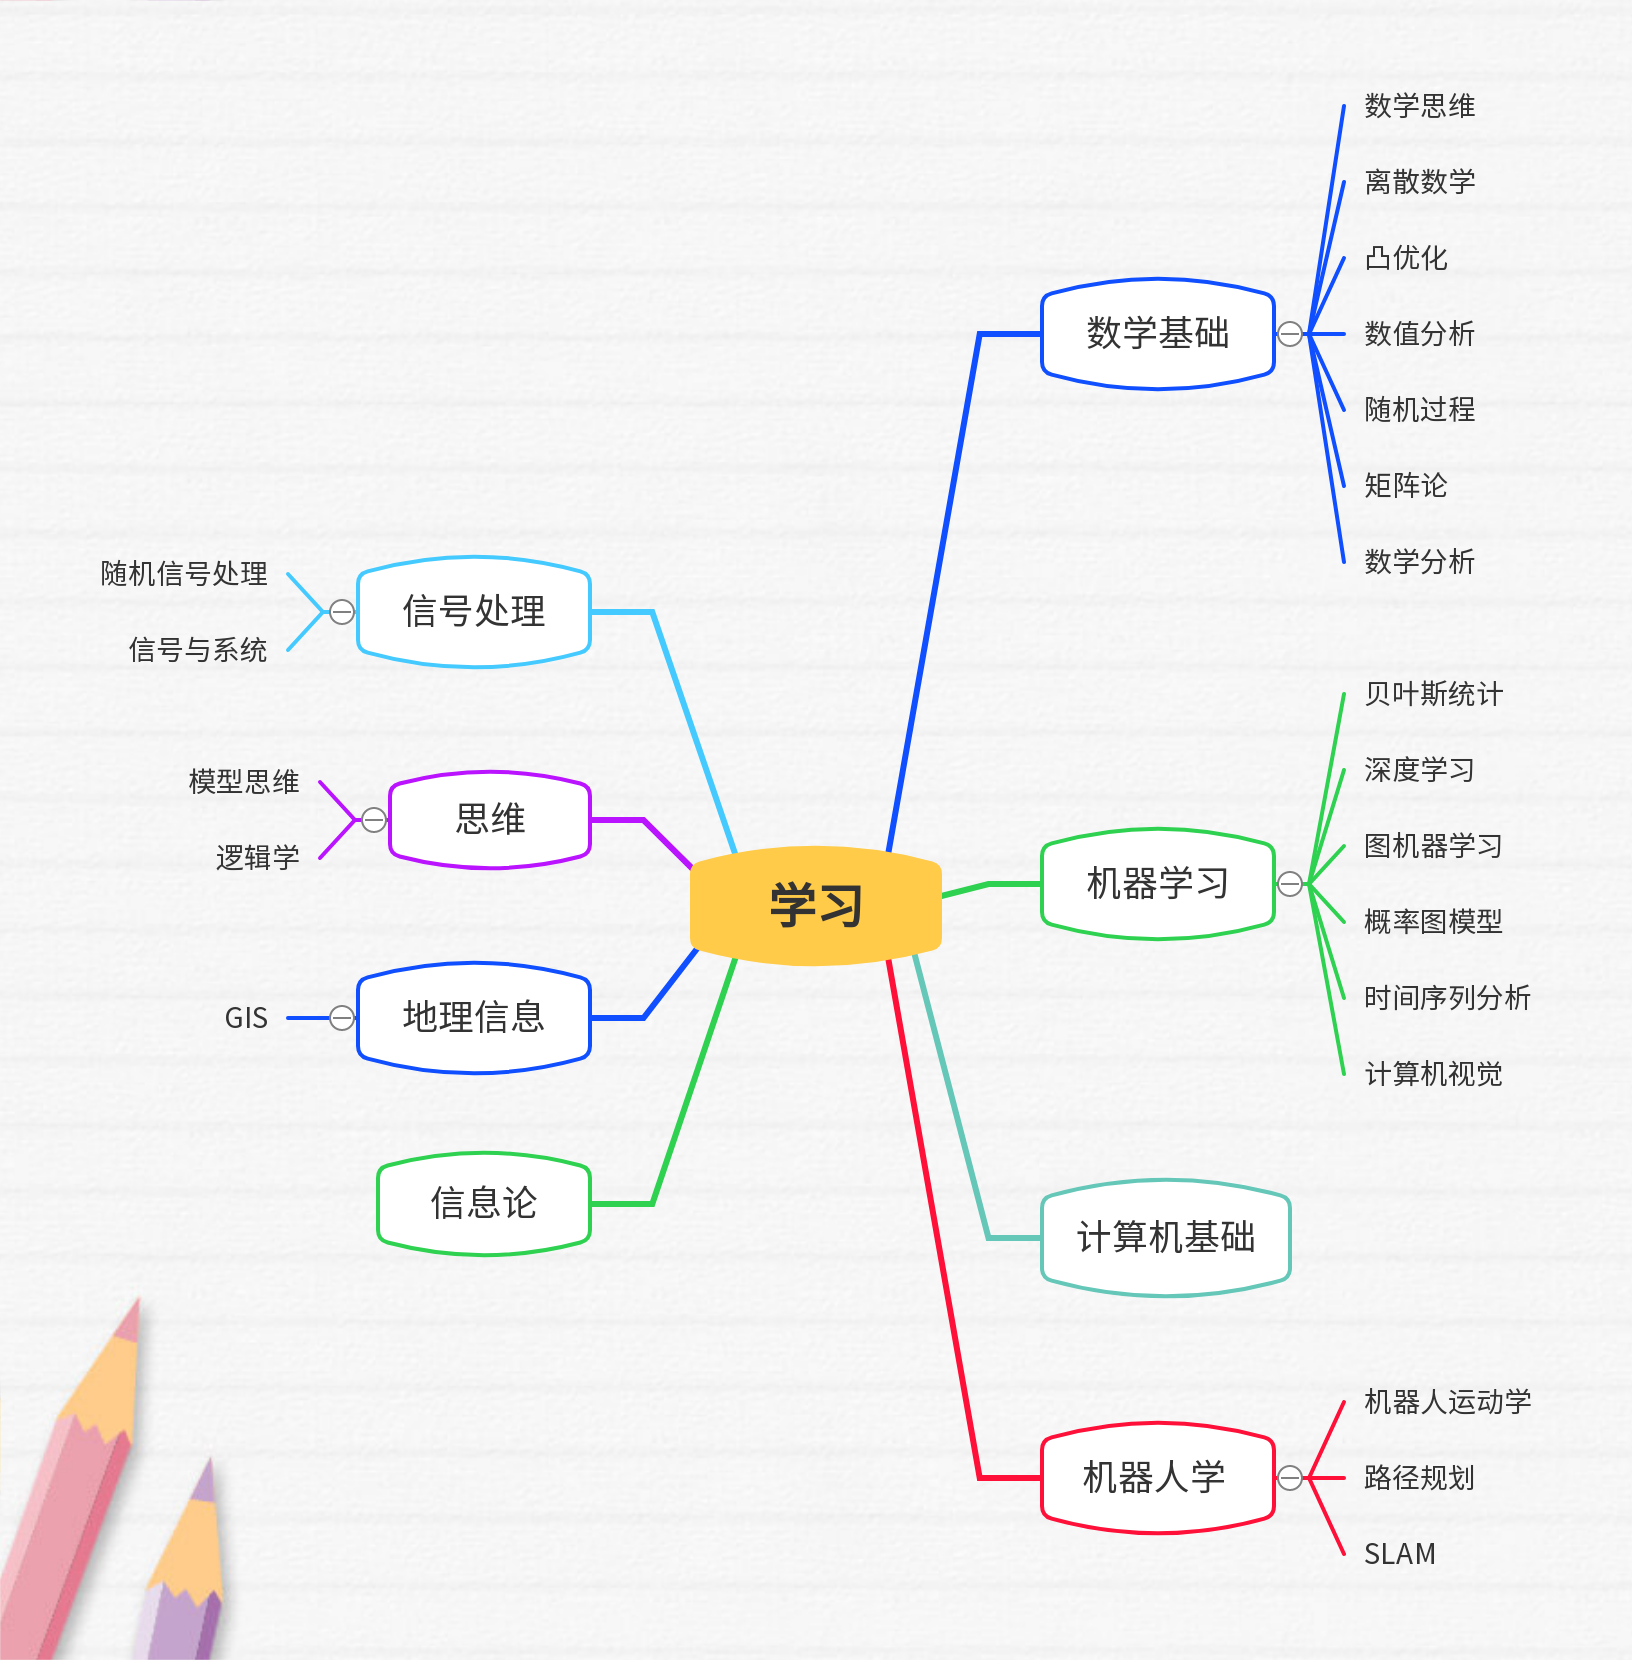 学习
数学基础
数学思维
离散数学
凸优化
数值分析
随机过程
矩阵论
数学分析
机器学习
贝叶斯统计
深度学习
图机器学习
概率图模型
时间序列分析
计算机视觉
计算机基础
机器人学
机器人运动学
路径规划
SLAM
信号处理
随机信号处理
信号与系统
思维
模型思维
逻辑学
地理信息
GIS
信息论